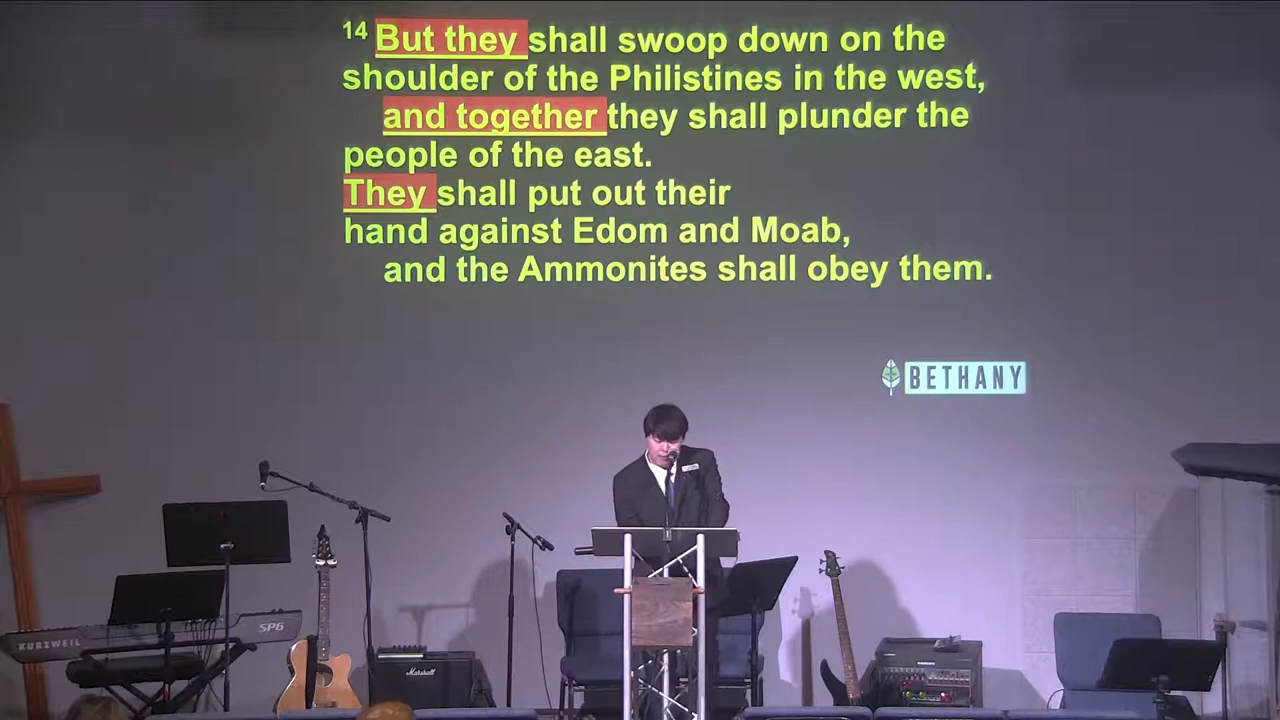 14 But they shall swoop down on the
shoulder of the Philistines in the west,
and together they shall plunder the
people of the east.
They shall put out their
hand against Edom and Moab,
and the Ammonites shall obey them.
BETHANY
KURZWEIL
SP6
Marshall